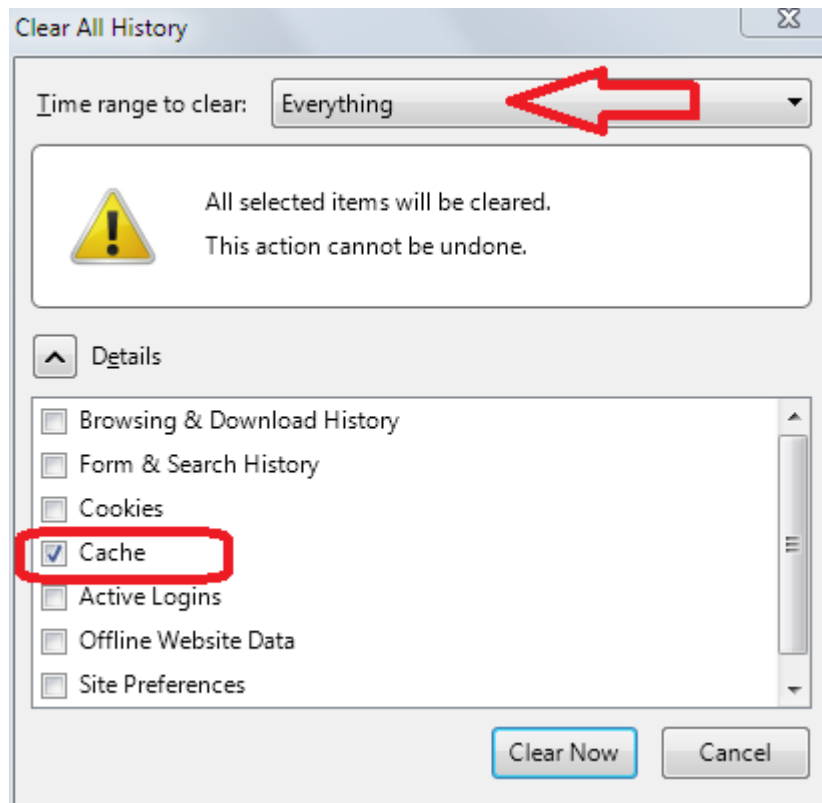 Clear All History
Time range to clear: Everything
All selected items will be cleared.
This action cannot be undone.
Details
Browsing & Download History
Form & Search History
Cookies
Cache
Active Logins
Offline Website Data
Site Preferences
Clear Now Cancel